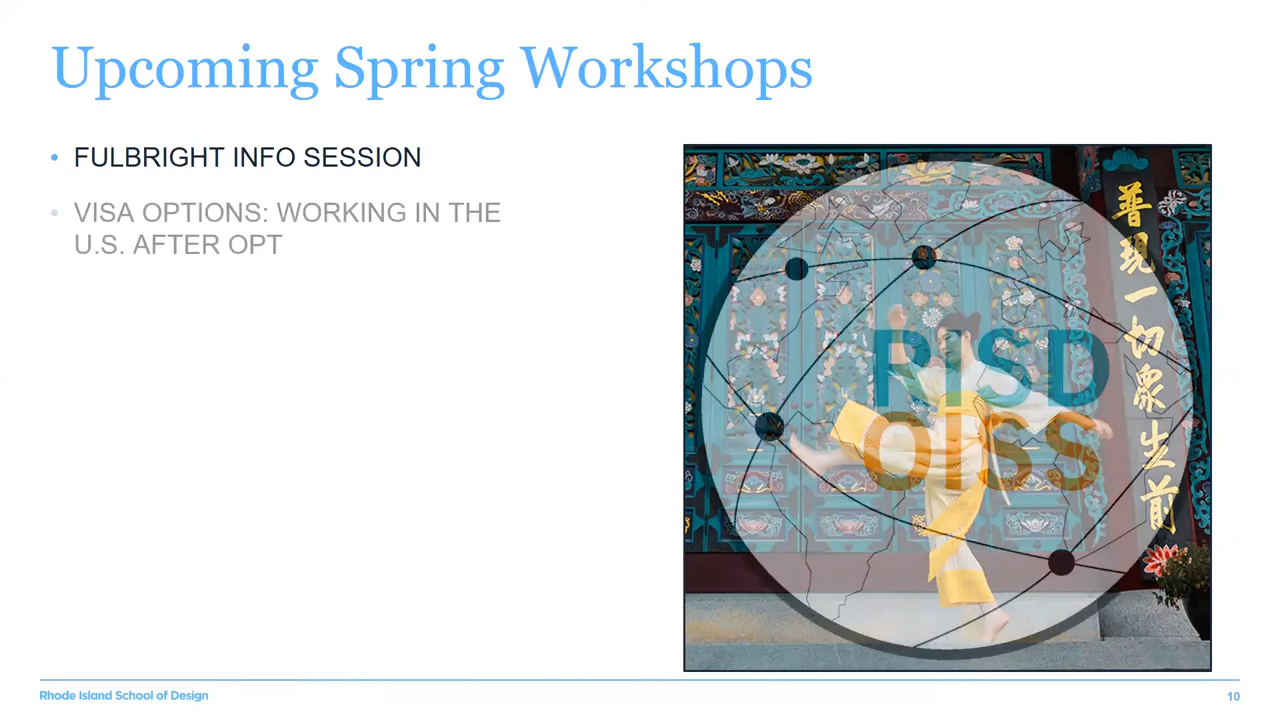 Upcoming Spring Workshops
FULBRIGHT INFO SESSION
VISA OPTIONS: WORKING IN THE
U.S. AFTER OPT
RISD
OISS
普現一切衆生前
Rhode Island School of Design
10